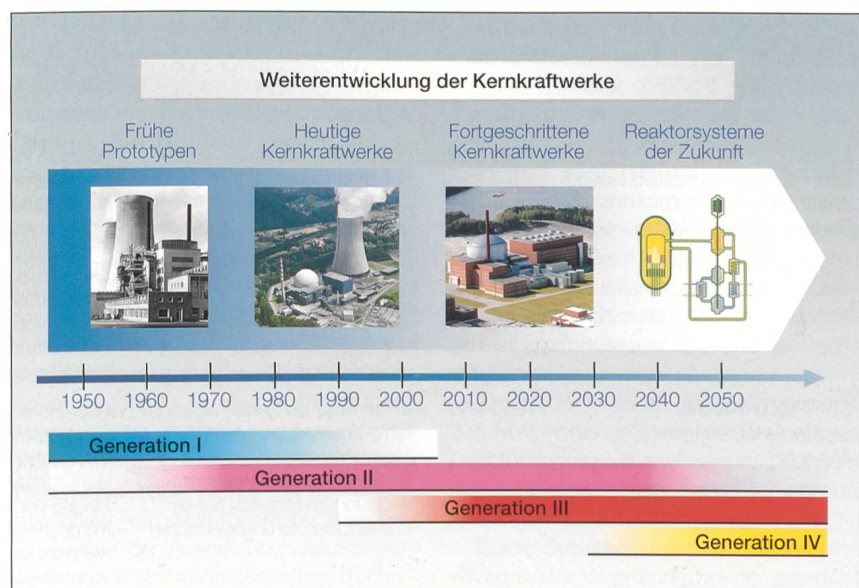 Weiterentwicklung der Kernkraftwerke
Frühe
Prototypen
Heutige
Kernkraftwerke
Fortgeschrittene
Kernkraftwerke
Reaktorsysteme
der Zukunft
1950 1960 1970 1980 1990 2000 2010 2020 2030 2040 2050
Generation I
Generation II
Generation III
Generation IV